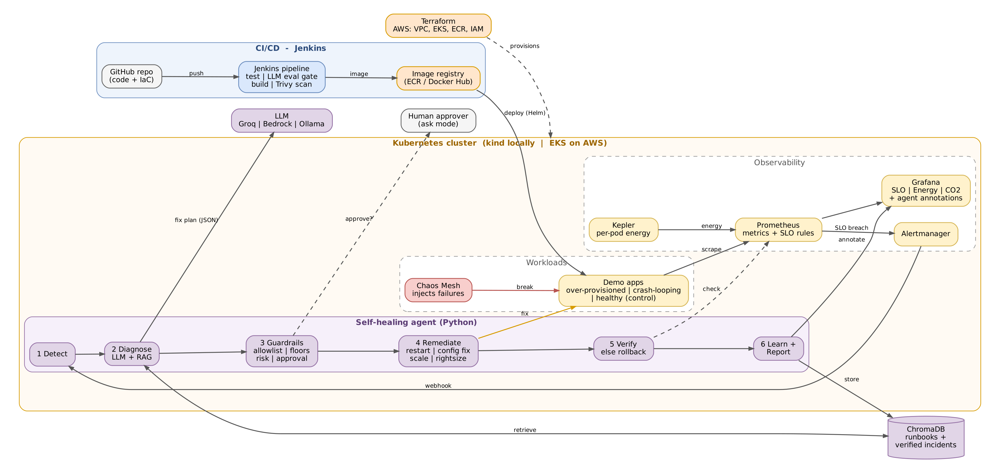 Terraform
AWS: VPC, EKS, ECR, IAM
provisions
CI/CD - Jenkins
GitHub repo
(code + IaC)
push
Jenkins pipeline
test | LLM eval gate
build | Trivy scan
image
Image registry
(ECR / Docker Hub)
deploy (Helm)
LLM
Groq | Bedrock | Ollama
Human approver
(ask mode)
Kubernetes cluster (kind locally | EKS on AWS)
fix plan (JSON)
approve?
Observability
Grafana
SLO | Energy | CO2
+ agent annotations
Kepler
per-pod energy
energy
Prometheus
metrics + SLO rules
SLO breach
Alertmanager
annotate
scrape
Workloads
Chaos Mesh
injects failures
break
Demo apps
over-provisioned | crash-looping
| healthy (control)
check
fix
Self-healing agent (Python)
1 Detect
2 Diagnose
LLM + RAG
3 Guardrails
allowlist | floors
risk | approval
4 Remediate
restart | config fix
scale | rightsize
5 Verify
else rollback
6 Learn +
Report
store
webhook
retrieve
ChromaDB
runbooks +
verified incidents